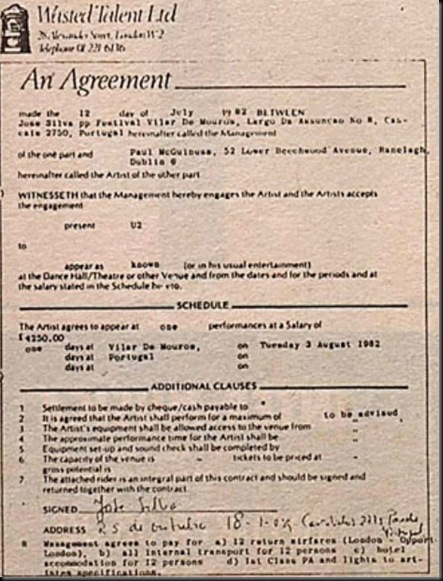 Wasted Talent Ltd
26 Alexander Street, London W2
Telephone 01 221 6136
An Agreement
made the 12 day of July 1982 BETWEEN
Jose Silva pp Festival Vilar De Mouros, Largo Da Assuncao No 8, Cas-
cais 2750, Portugal hereinafter called the Management
of the one part and Paul McGuiness, 52 Lower Beechwood Avenue, Ranelagh,
Dublin 6
hereinafter called the Artist of the other part
WITNESSETH that the Management hereby engages the Artist and the Artists accepts
the engagement
present U2
to
appear as known (or in his usual entertainment)
at the Dance Hall/Theatre or other Venue and from the dates and for the periods and at
the salary stated in the Schedule hereto.
SCHEDULE
The Artist agrees to appear at one performances at a Salary of
£4250.00
one days at Vilar De Mouros, on Tuesday 3 August 1982
days at Portugal on
days at on
ADDITIONAL CLAUSES
1 Settlement to be made by cheque/cash payable to "
2 It is agreed that the Artist shall perform for a maximum of to be advised
3 The Artist's equipment shall be allowed access to the venue from "
4 The approximate performance time for the Artist shall be "
5 Equipment set-up and sound check shall be completed by "
6 The capacity of the venue is " tickets to be priced at "
gross potential is
7 The attached rider is an integral part of this contract and should be signed and
returned together with the contract
SIGNED Jose Silva
ADDRESS 25 de outubro 18-1º
Portugal
8 Management agrees to pay for a) 12 return airfares (London - Oporto -
London), b) all internal transport for 12 persons c) hotel
accommodation for 12 persons d) 1st Class PA and lights to art-
istes specifications.